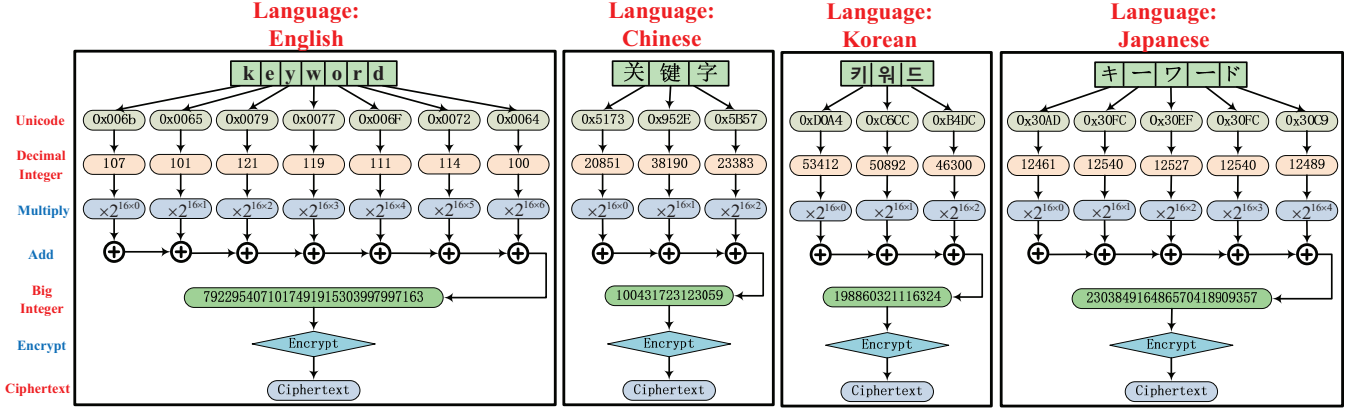 Language:
English
Language:
Chinese
Language:
Korean
Language:
Japanese
k e y w o r d
关 键 字
키 워 드
キ ー ワ ー ド
Unicode
0x006b 0x0065 0x0079 0x0077 0x006F 0x0072 0x0064
0x5173 0x952E 0x5B57
0xD0A4 0xC6CC 0xB4DC
0x30AD 0x30FC 0x30EF 0x30FC 0x30C9
Decimal
Integer
107 101 121 119 111 114 100
20851 38190 23383
53412 50892 46300
12461 12540 12527 12540 12489
Multiply
×2^16×0 ×2^16×1 ×2^16×2 ×2^16×3 ×2^16×4 ×2^16×5 ×2^16×6
×2^16×0 ×2^16×1 ×2^16×2
×2^16×0 ×2^16×1 ×2^16×2
×2^16×0 ×2^16×1 ×2^16×2 ×2^16×3 ×2^16×4
Add
Big
Integer
7922954071017491915303997997163
100431723123059
198860321116324
230384916486570418909357
Encrypt
Encrypt
Encrypt
Encrypt
Encrypt
Ciphertext
Ciphertext
Ciphertext
Ciphertext
Ciphertext